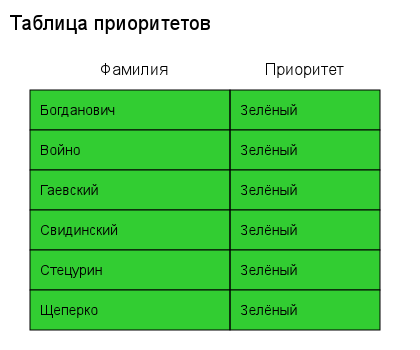 Таблица приоритетов
Фамилия Приоритет
Богданович Зелёный
Войно Зелёный
Гаевский Зелёный
Свидинский Зелёный
Стецурин Зелёный
Щеперко Зелёный